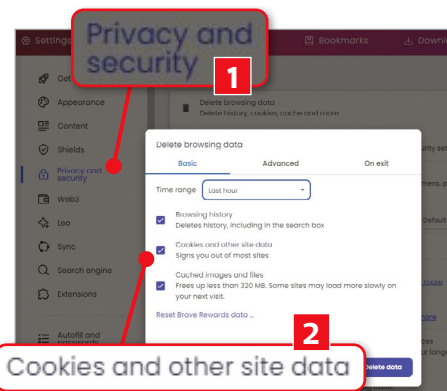 Settings
Privacy and
security
1
Bookmarks
Downl
Get
Appearance
Content
Shields
Privacy and
security
Web3
Leo
Sync
Search engine
Extensions
Autofill and
passwords
Delete browsing data
Delete history, cookies, cache and more
Delete browsing data
Basic
Advanced
On exit
Time range
Last hour
Browsing history
Deletes history, including in the search box
Cookies and other site data
Signs you out of most sites
Cached images and files
Frees up less than 320 MB. Some sites may load more slowly on
your next visit.
Reset Brave Rewards data ...
2
Delete data
Cookies and other site data
urity set
mera, p
Default
more